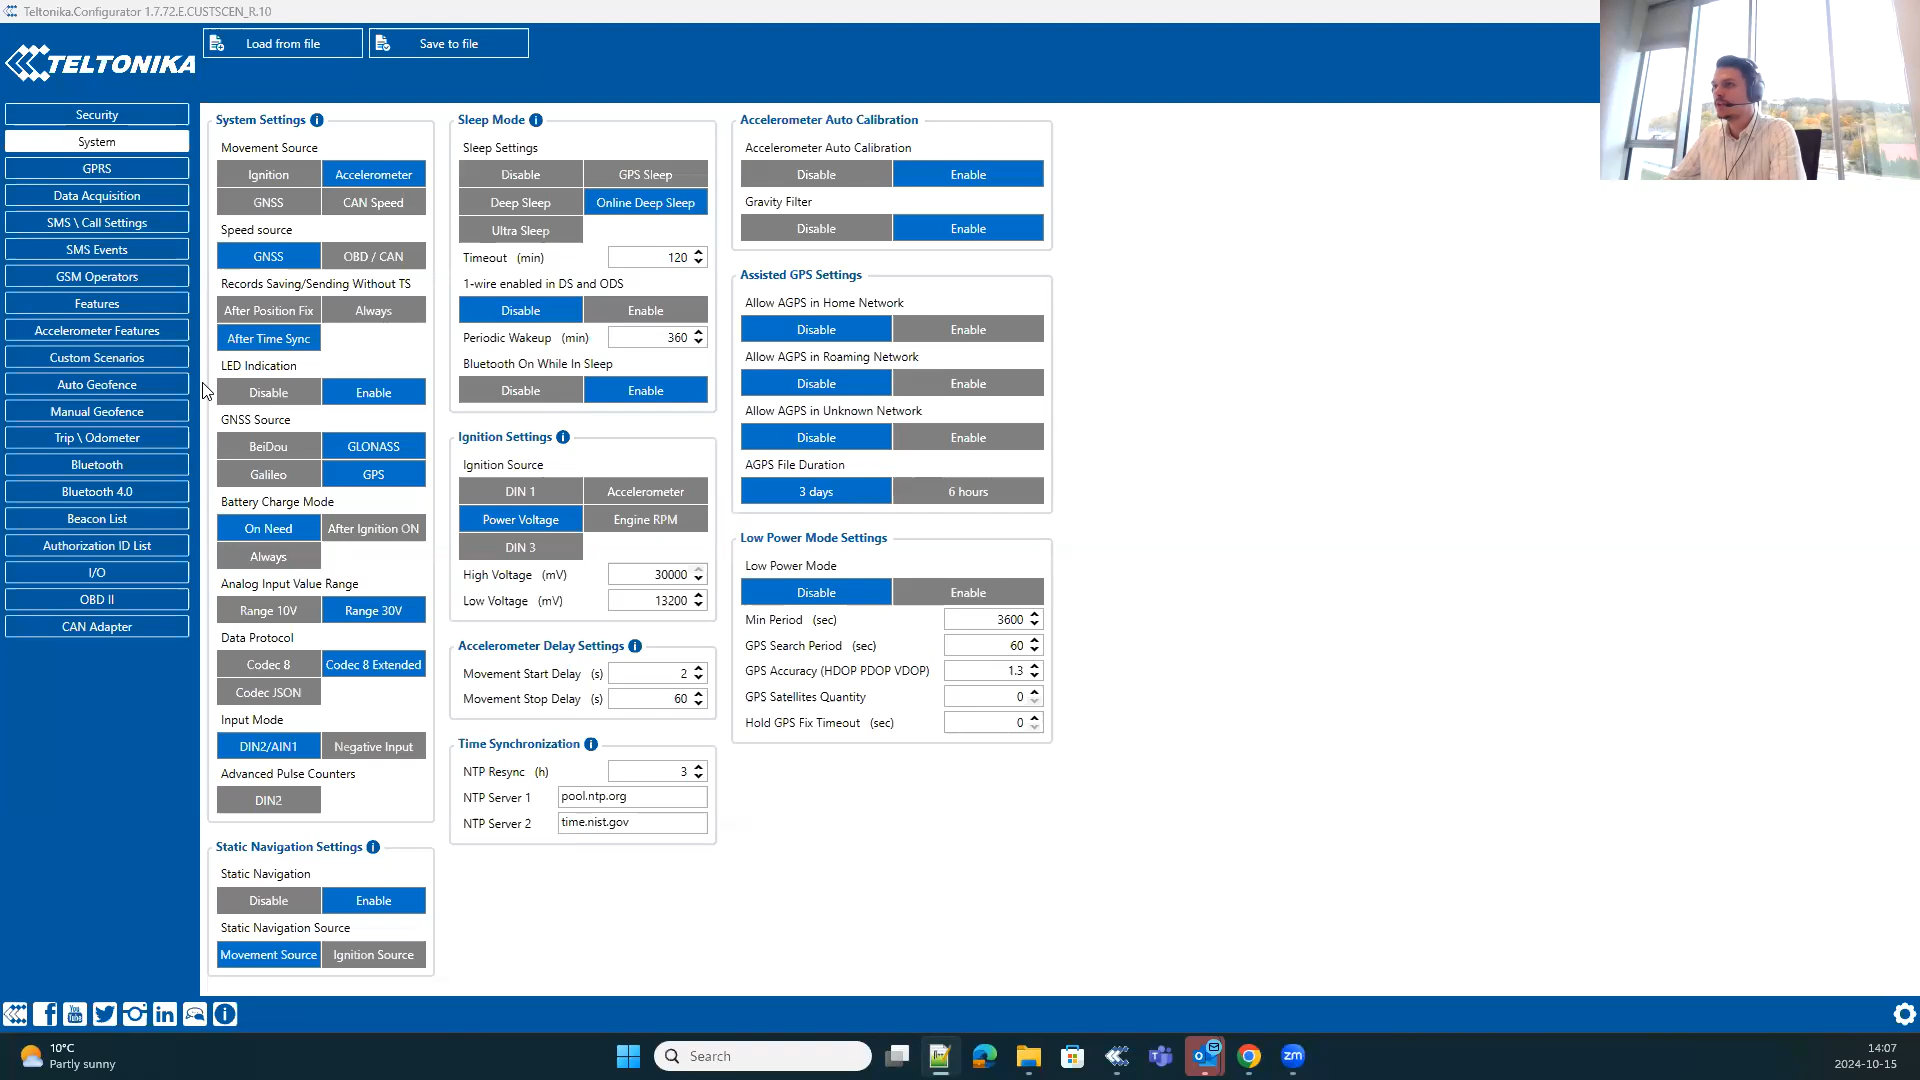 Teltonika.Configurator 1.7.72.E.CUSTSCEN_R.10
TELTONIKA
Load from file
Save to file
Security
System
GPRS
Data Acquisition
SMS \ Call Settings
SMS Events
GSM Operators
Features
Accelerometer Features
Custom Scenarios
Auto Geofence
Manual Geofence
Trip \ Odometer
Bluetooth
Bluetooth 4.0
Beacon List
Authorization ID List
I/O
OBD II
CAN Adapter
System Settings
Movement Source
Ignition Accelerometer
GNSS CAN Speed
Speed source
GNSS OBD / CAN
Records Saving/Sending Without TS
After Position Fix Always
After Time Sync
LED Indication
Disable Enable
GNSS Source
BeiDou GLONASS
Galileo GPS
Battery Charge Mode
On Need After Ignition ON
Always
Analog Input Value Range
Range 10V Range 30V
Data Protocol
Codec 8 Codec 8 Extended
Codec JSON
Input Mode
DIN2/AIN1 Negative Input
Advanced Pulse Counters
DIN2
Static Navigation Settings
Static Navigation
Disable Enable
Static Navigation Source
Movement Source Ignition Source
Sleep Mode
Sleep Settings
Disable GPS Sleep
Deep Sleep Online Deep Sleep
Ultra Sleep
Timeout (min) 120
1-wire enabled in DS and ODS
Disable Enable
Periodic Wakeup (min) 360
Bluetooth On While In Sleep
Disable Enable
Ignition Settings
Ignition Source
DIN 1 Accelerometer
Power Voltage Engine RPM
DIN 3
High Voltage (mV) 30000
Low Voltage (mV) 13200
Accelerometer Delay Settings
Movement Start Delay (s) 2
Movement Stop Delay (s) 60
Time Synchronization
NTP Resync (h) 3
NTP Server 1 pool.ntp.org
NTP Server 2 time.nist.gov
Accelerometer Auto Calibration
Accelerometer Auto Calibration
Disable Enable
Gravity Filter
Disable Enable
Assisted GPS Settings
Allow AGPS in Home Network
Disable Enable
Allow AGPS in Roaming Network
Disable Enable
Allow AGPS in Unknown Network
Disable Enable
AGPS File Duration
3 days 6 hours
Low Power Mode Settings
Low Power Mode
Disable Enable
Min Period (sec) 3600
GPS Search Period (sec) 60
GPS Accuracy (HDOP PDOP VDOP) 1.3
GPS Satellites Quantity 0
Hold GPS Fix Timeout (sec) 0
10°C
Partly sunny
Search
zm
14:07
2024-10-15